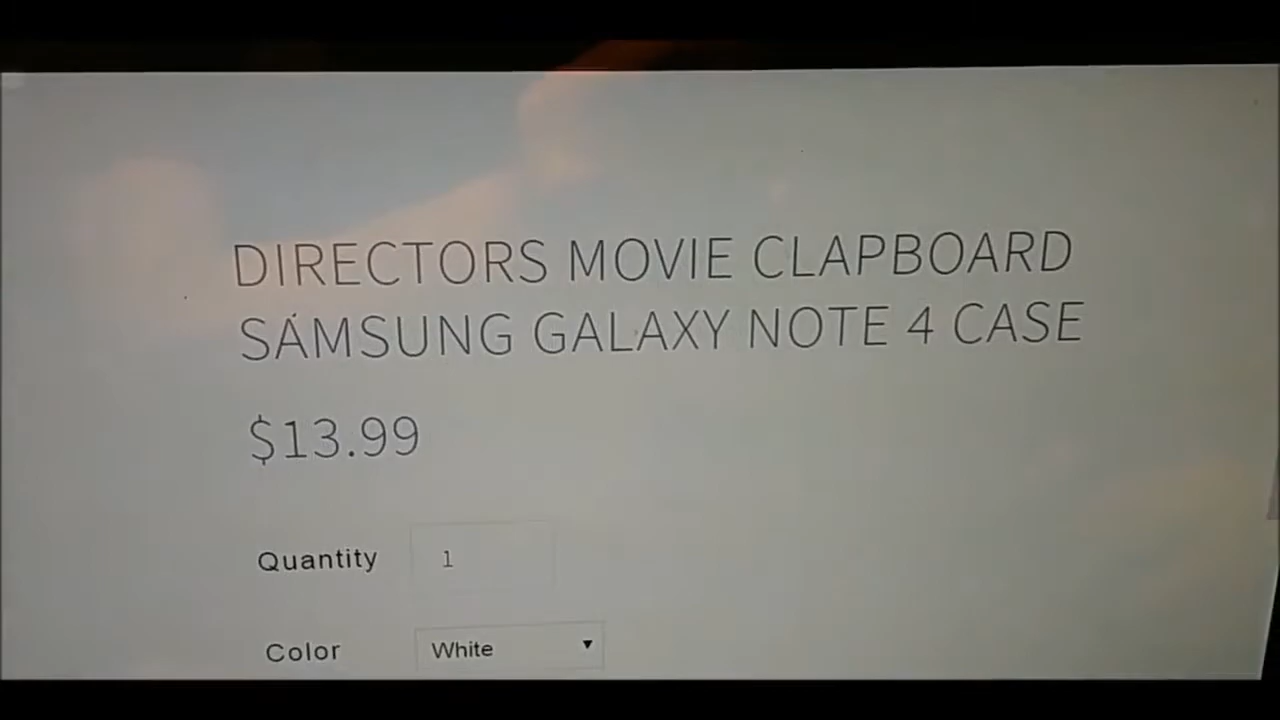 DIRECTORS MOVIE CLAPBOARD
SAMSUNG GALAXY NOTE 4 CASE
$13.99
Quantity 1
Color White